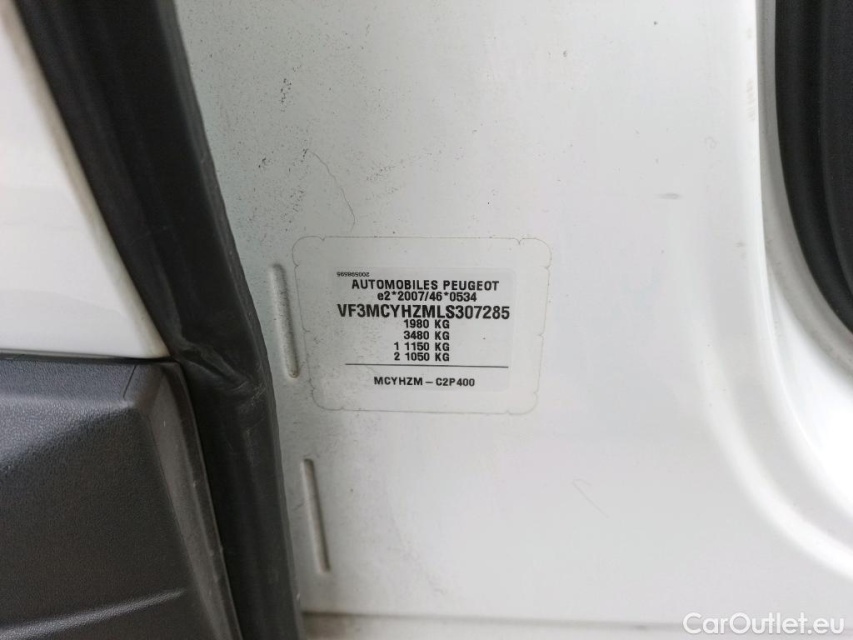 AUTOMOBILES PEUGEOT
e2*2007/46*0534
VF3MCYHZMLS307285
1980 KG
3480 KG
1 1150 KG
2 1050 KG
MCYHZM - C2P400
CarOutlet.eu